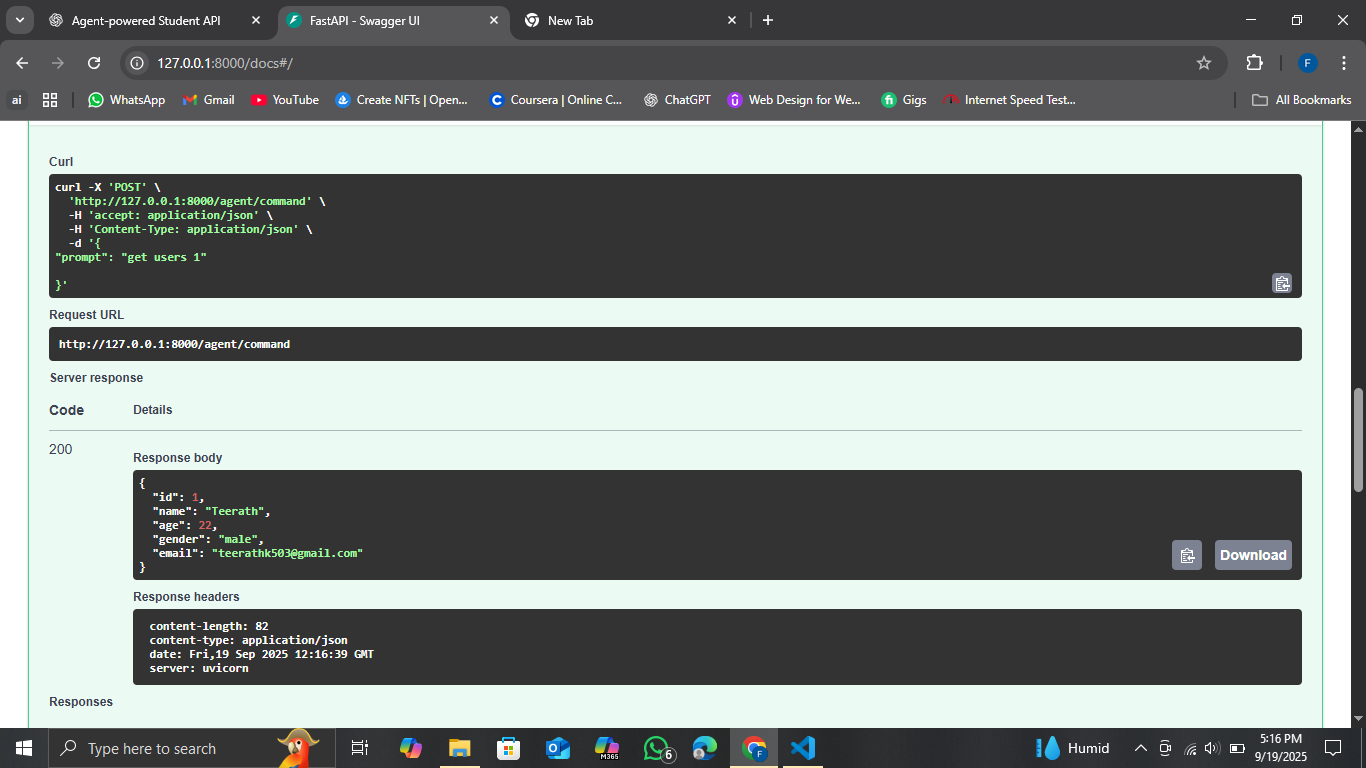 Agent-powered Student API
FastAPI - Swagger UI
New Tab
127.0.0.1:8000/docs#/
F
ai
WhatsApp
Gmail
YouTube
Create NFTs | Open...
Coursera | Online C...
ChatGPT
Web Design for We...
Gigs
Internet Speed Test...
All Bookmarks
Curl
curl -X 'POST' \
'http://127.0.0.1:8000/agent/command' \
-H 'accept: application/json' \
-H 'Content-Type: application/json' \
-d '{
"prompt": "get users 1"
}'
Request URL
http://127.0.0.1:8000/agent/command
Server response
Code
Details
200
Response body
{
"id": 1,
"name": "Teerath",
"age": 22,
"gender": "male",
"email": "teerathk503@gmail.com"
}
Download
Response headers
content-length: 82
content-type: application/json
date: Fri,19 Sep 2025 12:16:39 GMT
server: uvicorn
Responses
Type here to search
M365
6
F
Humid
5:16 PM
9/19/2025